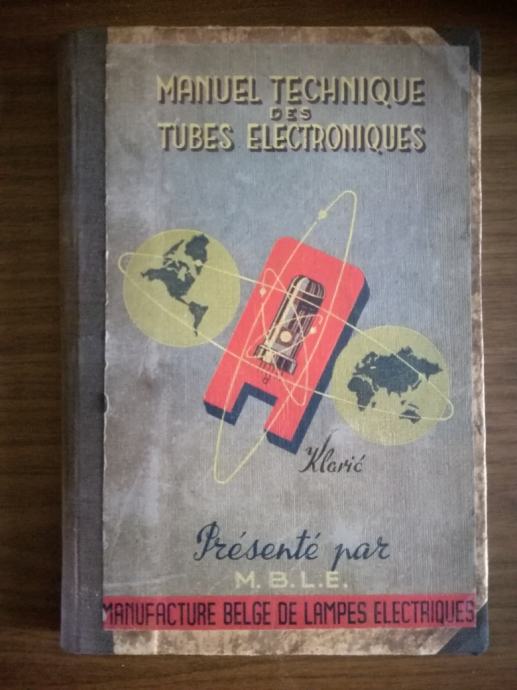 MANUEL TECHNIQUE
DES
TUBES ELECTRONIQUES
Klarić
Présenté par
M.B.L.E.
MANUFACTURE BELGE DE LAMPES ELECTRIQUES